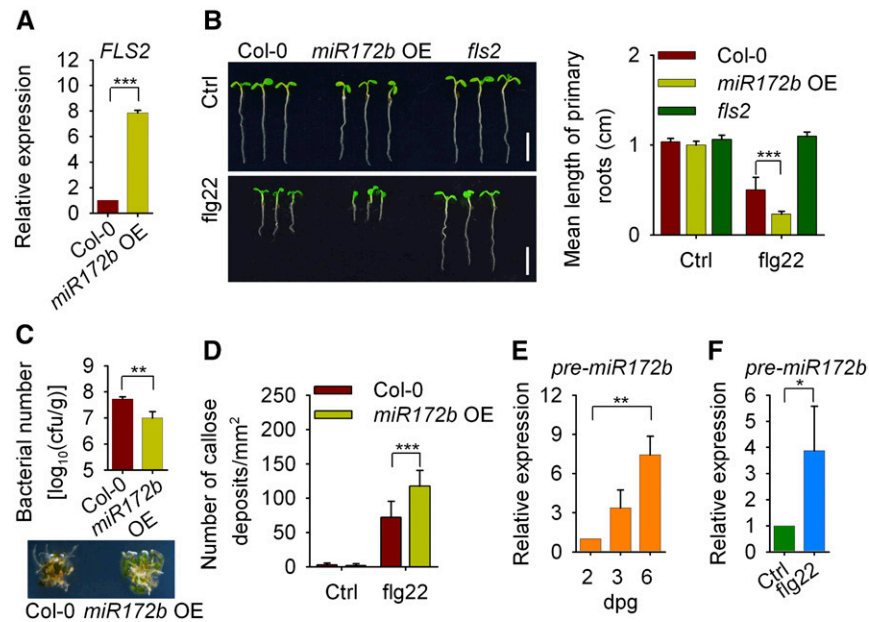 A
FLS2
***
Relative expression
10
8
6
4
2
0
Col-0
miR172b OE
B
Col-0 miR172b OE fls2
Ctrl
flg22
Mean length of primary
roots (cm)
2
1
0
Col-0
miR172b OE
fls2
***
Ctrl flg22
C
Bacterial number
[log10(cfu/g)]
9
8
7
6
5
**
Col-0
miR172b
OE
Col-0 miR172b OE
D
Number of callose
deposits/mm²
250
200
150
100
50
0
Col-0
miR172b OE
***
Ctrl flg22
E
pre-miR172b
Relative expression
12
9
6
3
0
**
2 3 6
dpg
F
pre-miR172b
Relative expression
6
5
4
3
2
1
0
*
Ctrl
flg22